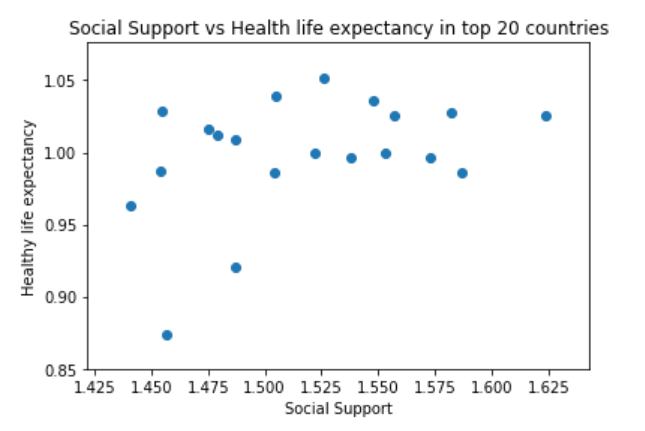 Social Support vs Health life expectancy in top 20 countries
Healthy life expectancy
1.05
1.00
0.95
0.90
0.85
1.425 1.450 1.475 1.500 1.525 1.550 1.575 1.600 1.625
Social Support